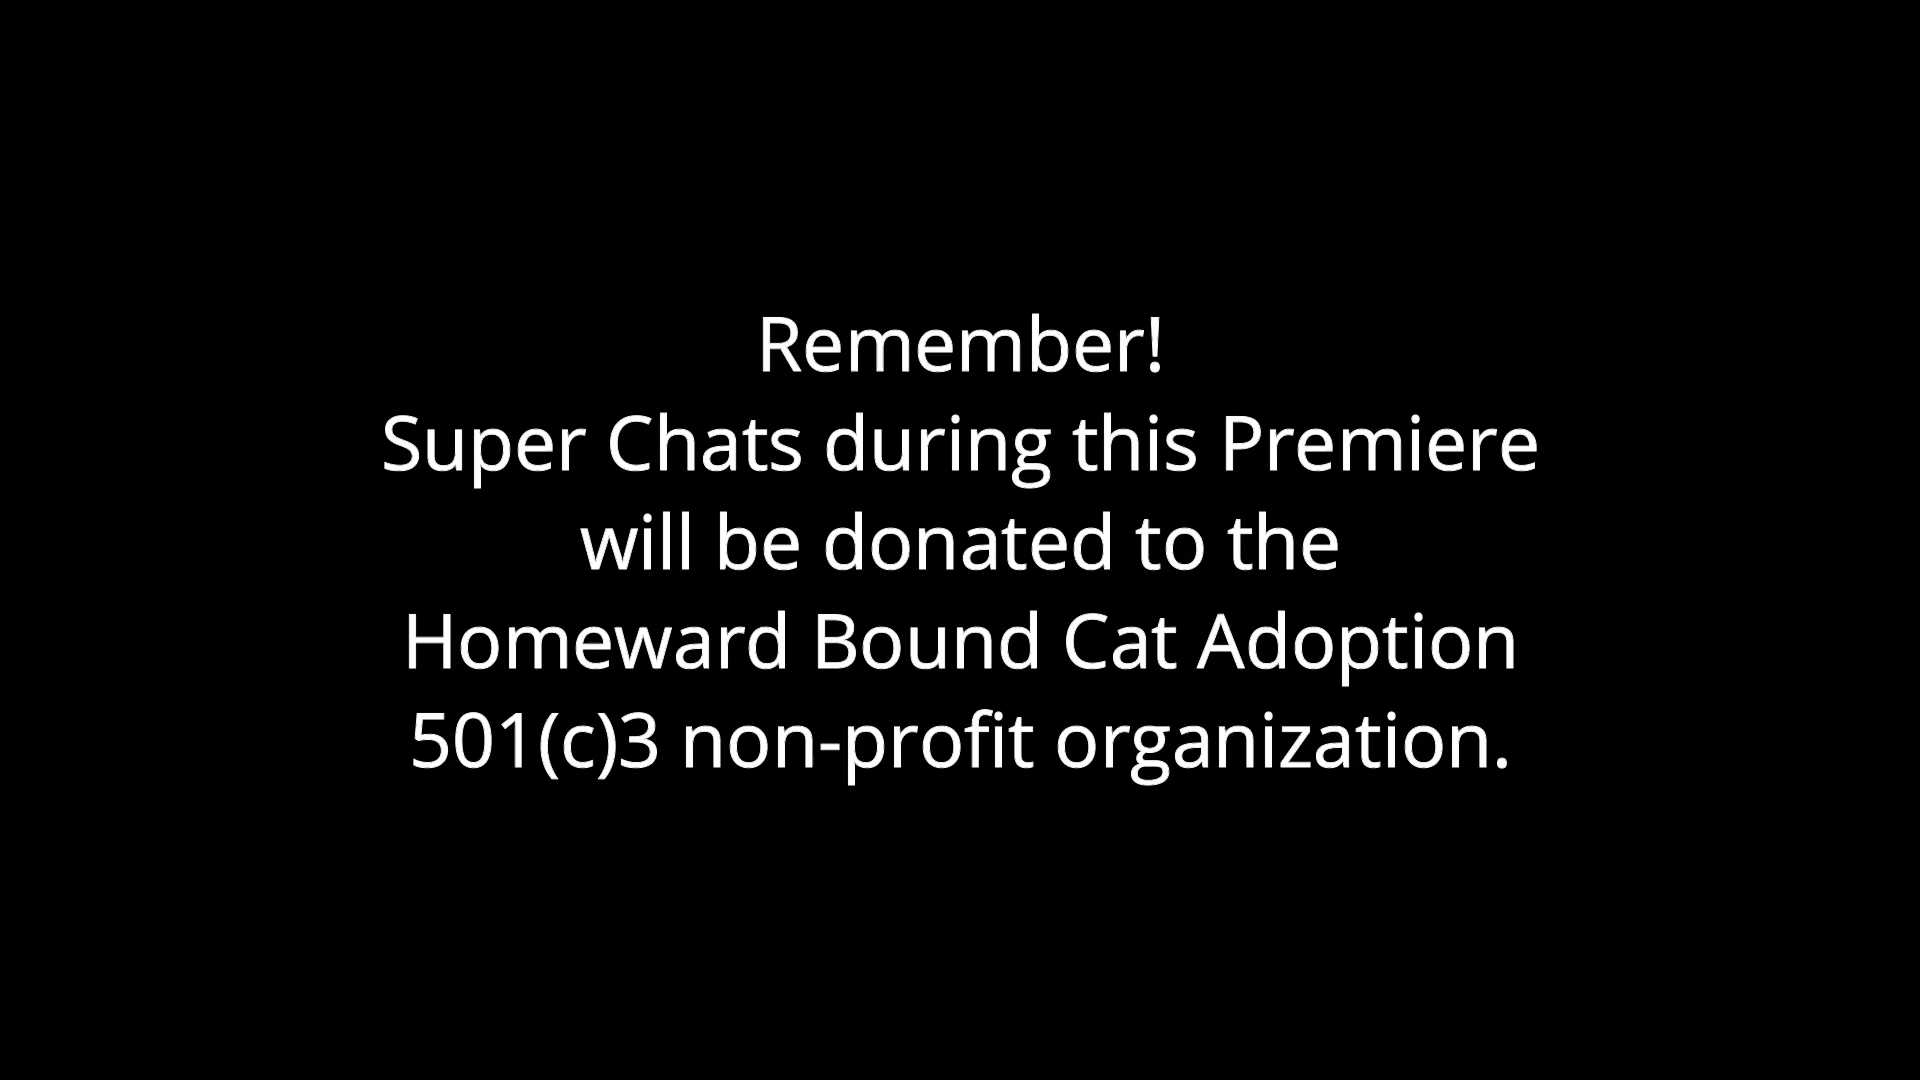 Remember!
Super Chats during this Premiere
will be donated to the
Homeward Bound Cat Adoption
501(c)3 non-profit organization.